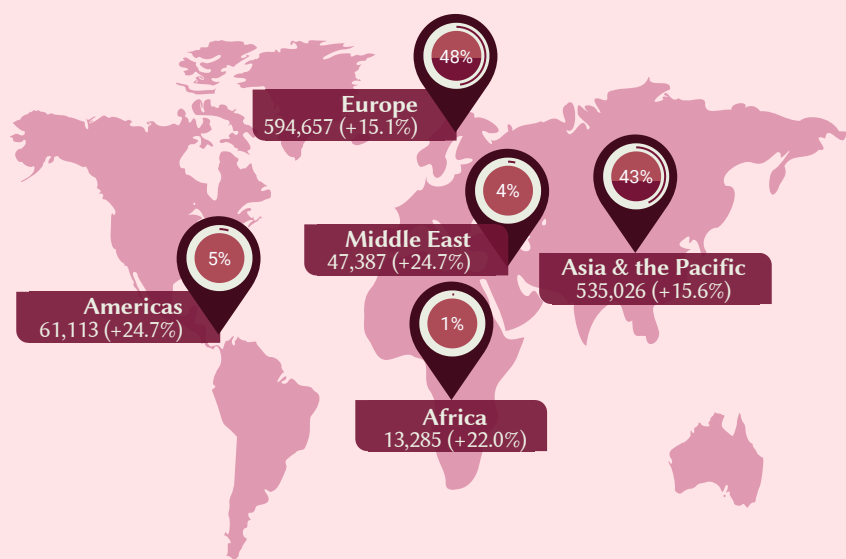 48%
Europe
594,657 (+15.1%)
43%
Asia & the Pacific
535,026 (+15.6%)
4%
Middle East
47,387 (+24.7%)
5%
Americas
61,113 (+24.7%)
1%
Africa
13,285 (+22.0%)